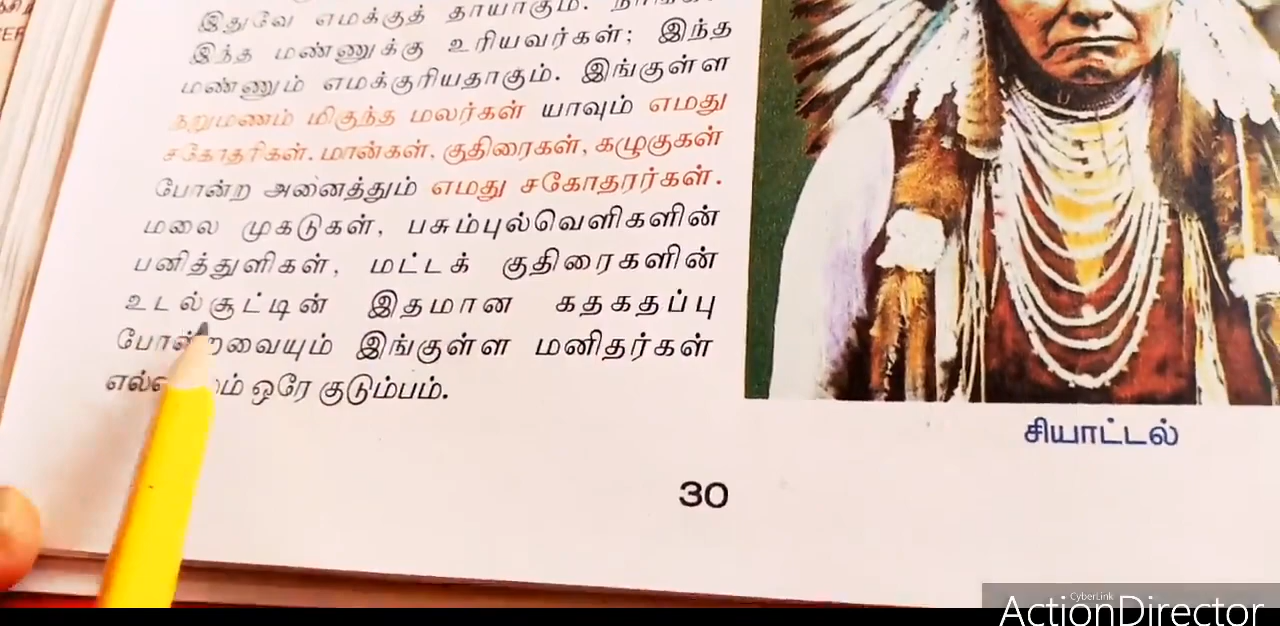 இதுவே எமக்குத் தாயாகும்.
இந்த மண்ணுக்கு உரியவர்கள்; இந்த
மண்ணும் எமக்குரியதாகும். இங்குள்ள
நறுமணம் மிகுந்த மலர்கள் யாவும் எமது
சகோதரிகள். மான்கள், குதிரைகள், கழுகுகள்
போன்ற அனைத்தும் எமது சகோதரர்கள்.
மலை முகடுகள், பசும்புல்வெளிகளின்
பனித்துளிகள், மட்டக் குதிரைகளின்
உடல்சூட்டின் இதமான கதகதப்பு
போன்றவையும் இங்குள்ள மனிதர்கள்
ஒரே குடும்பம்.
சியாட்டல்
30
CyberLink
ActionDirector